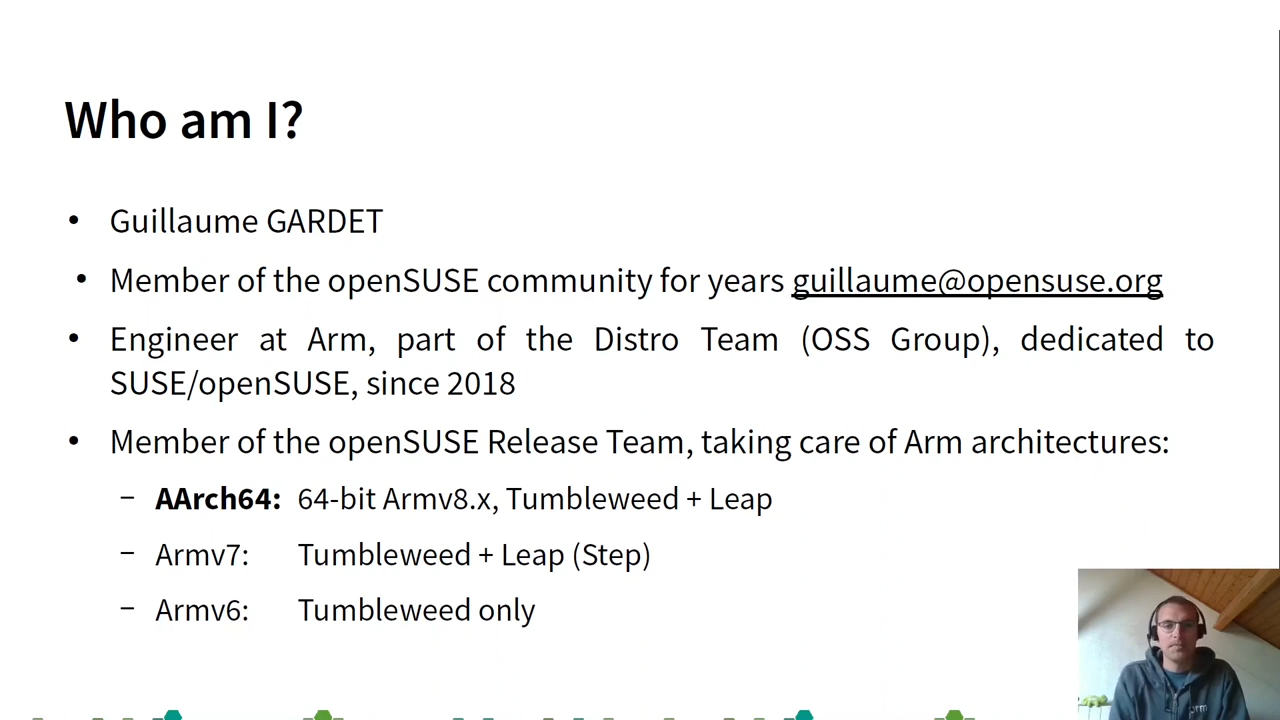 Who am I?
• Guillaume GARDET
• Member of the openSUSE community for years guillaume@opensuse.org
• Engineer at Arm, part of the Distro Team (OSS Group), dedicated to
SUSE/openSUSE, since 2018
• Member of the openSUSE Release Team, taking care of Arm architectures:
– AArch64: 64-bit Armv8.x, Tumbleweed + Leap
– Armv7: Tumbleweed + Leap (Step)
– Armv6: Tumbleweed only